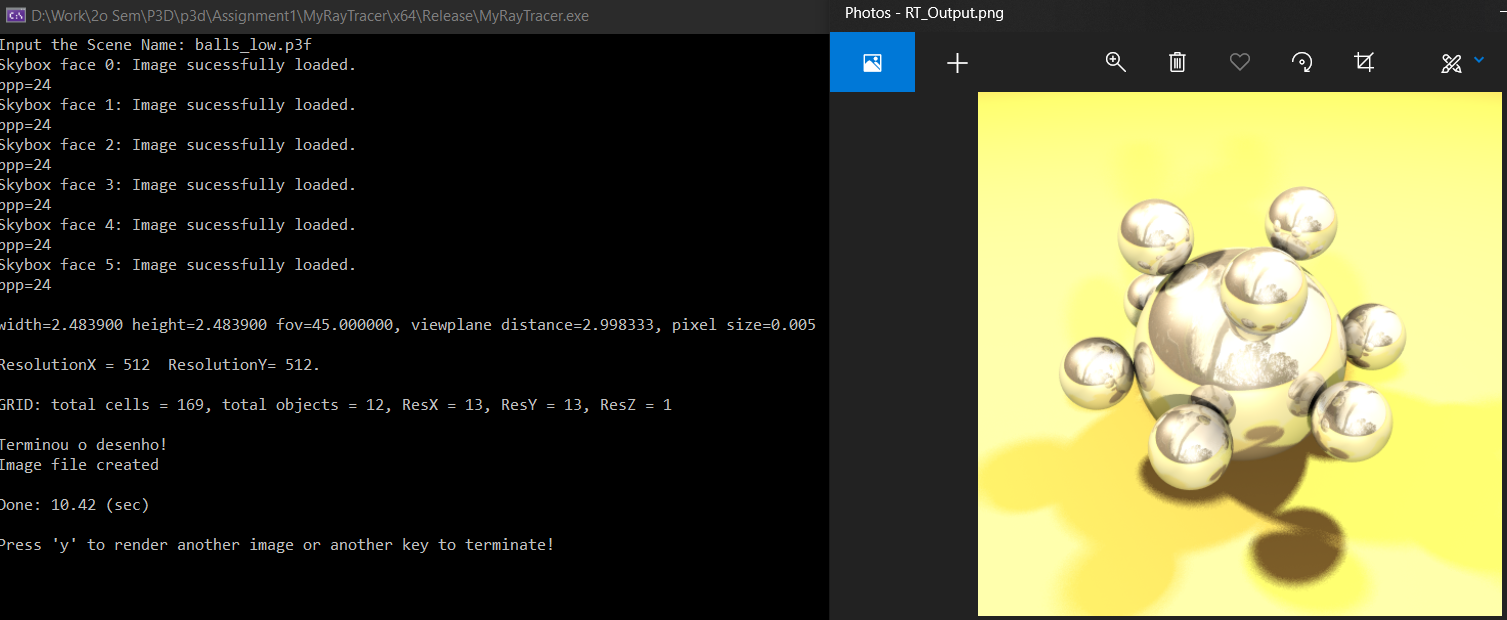 D:\Work\2o Sem\P3D\p3d\Assignment1\MyRayTracer\x64\Release\MyRayTracer.exe
Input the Scene Name: balls_low.p3f
Skybox face 0: Image sucessfully loaded.
bpp=24
Skybox face 1: Image sucessfully loaded.
bpp=24
Skybox face 2: Image sucessfully loaded.
bpp=24
Skybox face 3: Image sucessfully loaded.
bpp=24
Skybox face 4: Image sucessfully loaded.
bpp=24
Skybox face 5: Image sucessfully loaded.
bpp=24
width=2.483900 height=2.483900 fov=45.000000, viewplane distance=2.998333, pixel size=0.005
ResolutionX = 512  ResolutionY= 512.
GRID: total cells = 169, total objects = 12, ResX = 13, ResY = 13, ResZ = 1
Terminou o desenho!
Image file created
Done: 10.42 (sec)
Press 'y' to render another image or another key to terminate!
Photos - RT_Output.png